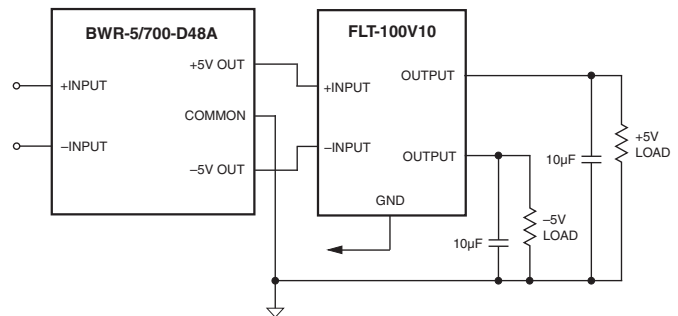 BWR-5/700-D48A
FLT-100V10
+5V OUT
+INPUT
COMMON
–INPUT
–5V OUT
+INPUT
OUTPUT
–INPUT
OUTPUT
GND
10µF
+5V
LOAD
10µF
–5V
LOAD